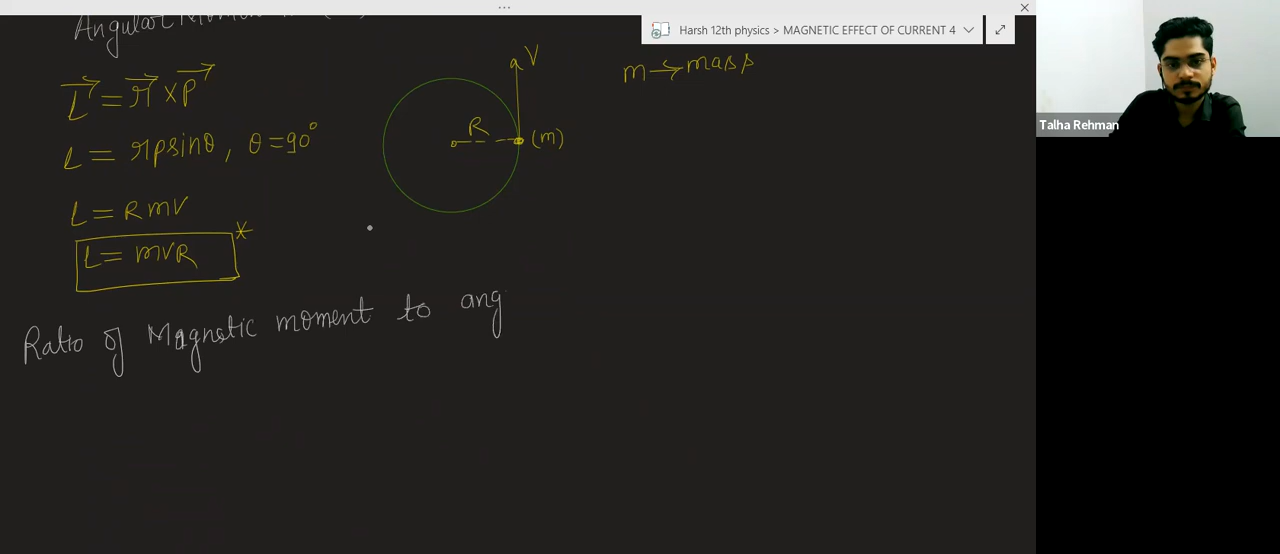 Harsh 12th physics > MAGNETIC EFFECT OF CURRENT 4
Angular
V
m → mass
L⃗ = r⃗ × P⃗
R
(m)
L = rpsinθ, θ = 90°
L = RmV
L = mVR *
Ratio of Magnetic moment to ang
Talha Rehman